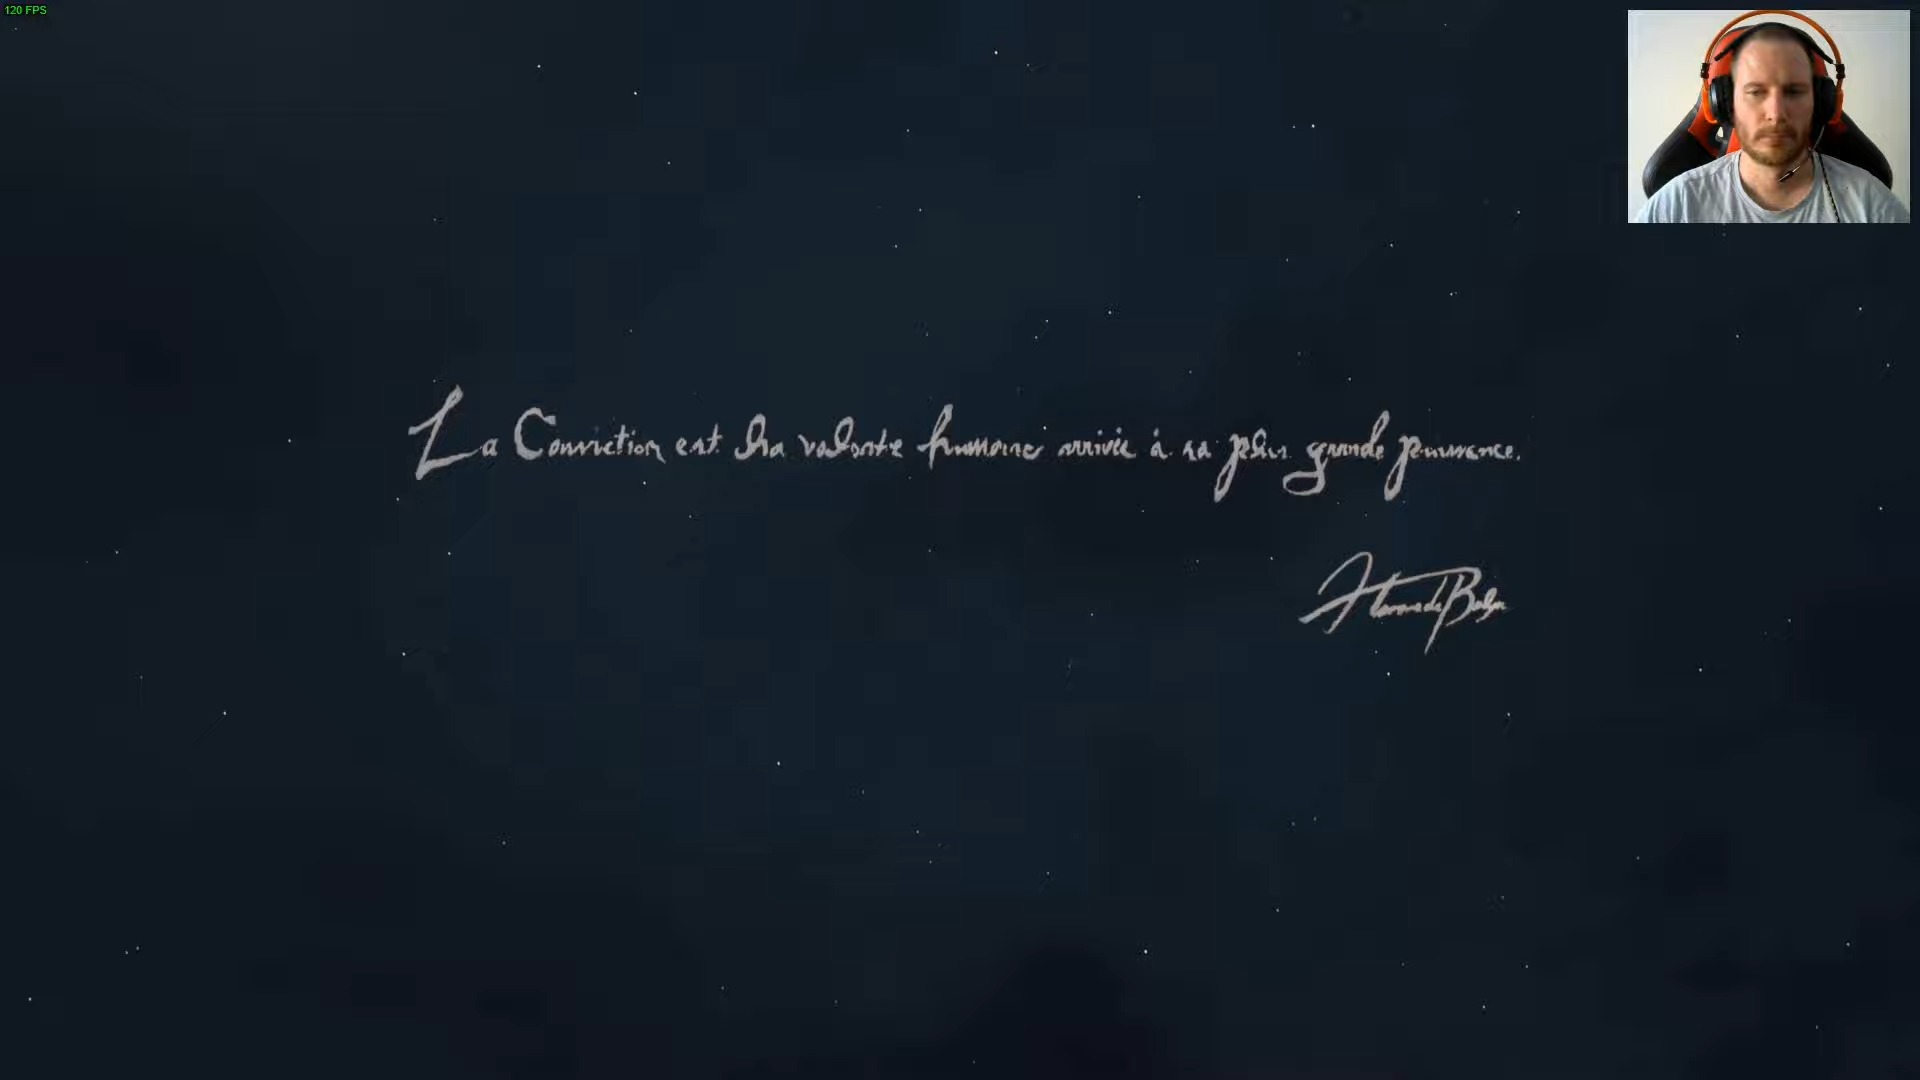 120 FPS
La Conviction est la volonté humaine arrivée à sa plus grande puissance.